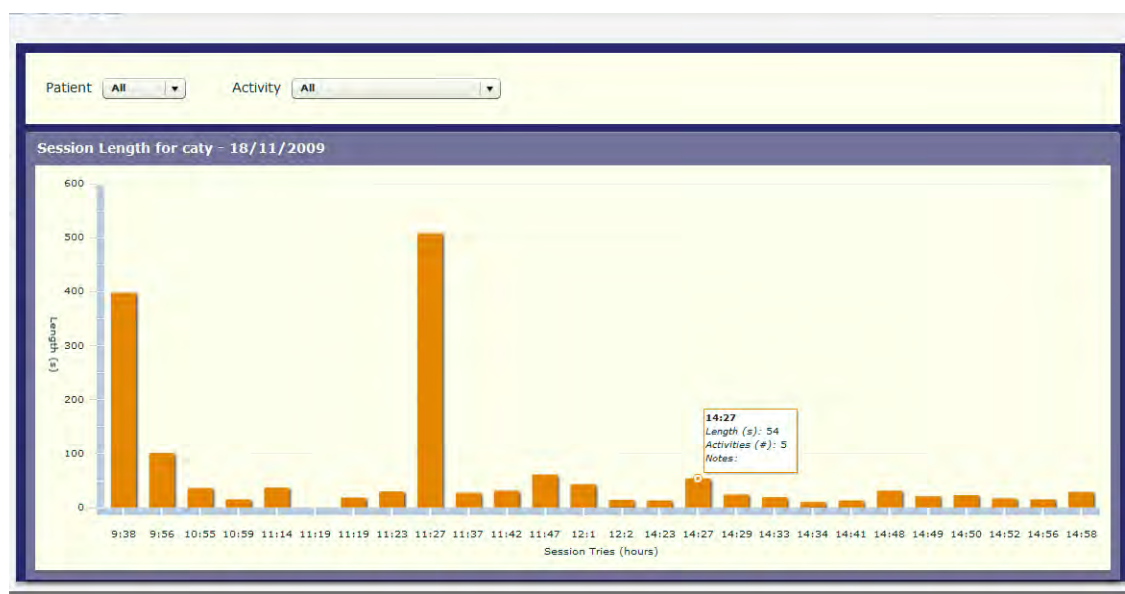 Patient All Activity All
Session Length for caty - 18/11/2009
600
500
400
300
200
100
0
Length (s)
14:27
Length (s): 54
Activities (#): 5
Notes:
9:38 9:56 10:55 10:59 11:14 11:19 11:19 11:23 11:27 11:37 11:42 11:47 12:1 12:2 14:23 14:27 14:29 14:33 14:34 14:41 14:48 14:49 14:50 14:52 14:56 14:58
Session Tries (hours)